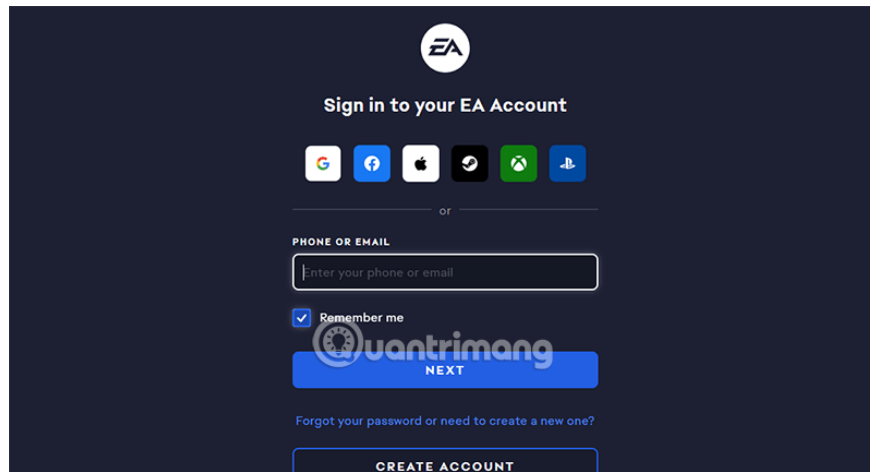 EA
Sign in to your EA Account
or
PHONE OR EMAIL
Enter your phone or email
Remember me
Quantrimang
NEXT
Forgot your password or need to create a new one?
CREATE ACCOUNT